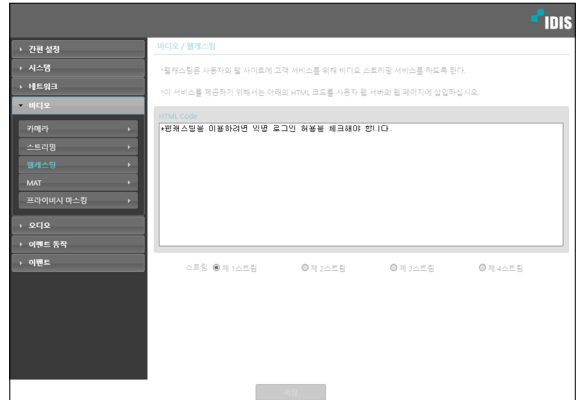 IDIS
간편 설정
시스템
네트워크
비디오
카메라
스트리밍
웹캐스팅
MAT
프라이버시 마스킹
오디오
이벤트 동작
이벤트
비디오 / 웹캐스팅
*웹캐스팅은 사용자의 웹 사이트에 고객 서비스를 위해 비디오 스트리밍 서비스를 하도록 한다.
*이 서비스를 제공하기 위해서는 아래의 HTML 코드를 사용자 웹 서버의 웹 페이지에 삽입하십시오.
HTML Code
*웹캐스팅을 이용하려면 익명 로그인 허용을 체크해야 합니다.
스트림 제 1스트림 제 2스트림 제 3스트림 제 4스트림
저장